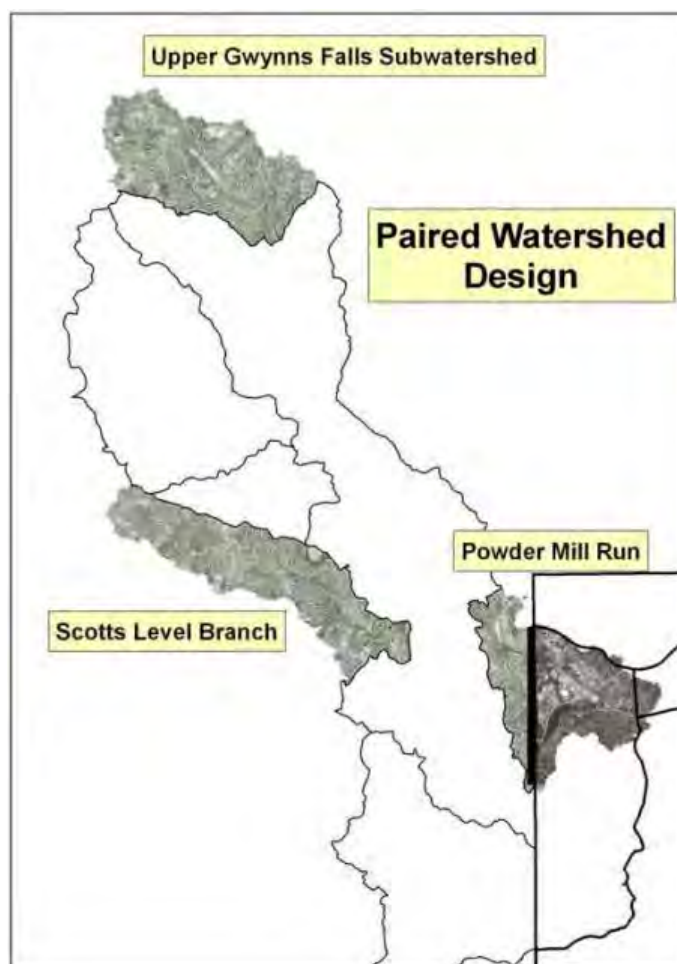 Upper Gwynns Falls Subwatershed
Paired Watershed
Design
Powder Mill Run
Scotts Level Branch